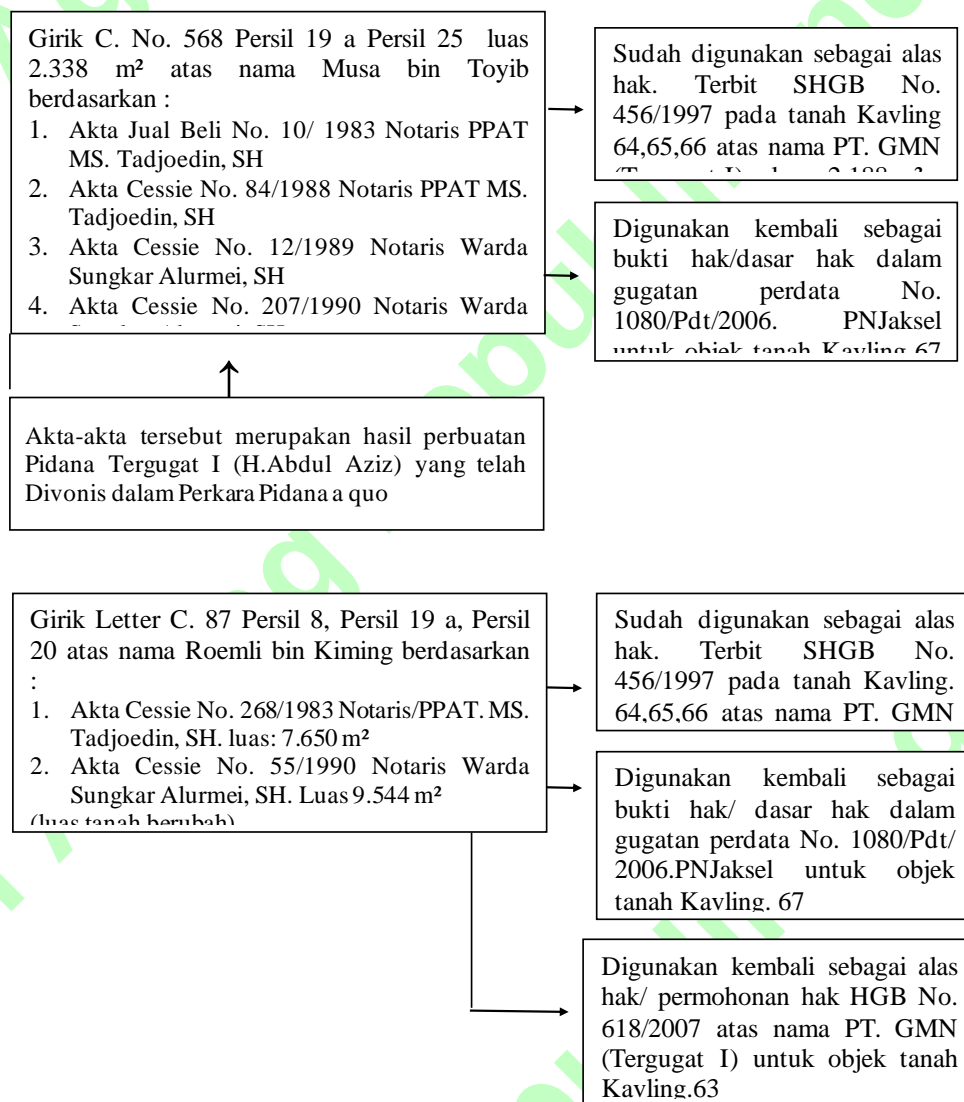 Girik C. No. 568 Persil 19 a Persil 25 luas
2.338 m² atas nama Musa bin Toyib
berdasarkan :
1. Akta Jual Beli No. 10/ 1983 Notaris PPAT
MS. Tadjoedin, SH
2. Akta Cessie No. 84/1988 Notaris PPAT MS.
Tadjoedin, SH
3. Akta Cessie No. 12/1989 Notaris Warda
Sungkar Alurmei, SH
4. Akta Cessie No. 207/1990 Notaris Warda
Sudah digunakan sebagai alas
hak. Terbit SHGB No.
456/1997 pada tanah Kavling
64,65,66 atas nama PT. GMN
Digunakan kembali sebagai
bukti hak/dasar hak dalam
gugatan perdata No.
1080/Pdt/2006. PNJaksel
untuk objek tanah Kavling 67
Akta-akta tersebut merupakan hasil perbuatan
Pidana Tergugat I (H.Abdul Aziz) yang telah
Divonis dalam Perkara Pidana a quo
Girik Letter C. 87 Persil 8, Persil 19 a, Persil
20 atas nama Roemli bin Kiming berdasarkan
:
1. Akta Cessie No. 268/1983 Notaris/PPAT. MS.
Tadjoedin, SH. luas: 7.650 m²
2. Akta Cessie No. 55/1990 Notaris Warda
Sungkar Alurmei, SH. Luas 9.544 m²
(luas tanah berubah)
Sudah digunakan sebagai alas
hak. Terbit SHGB No.
456/1997 pada tanah Kavling.
64,65,66 atas nama PT. GMN
Digunakan kembali sebagai
bukti hak/ dasar hak dalam
gugatan perdata No. 1080/Pdt/
2006.PNJaksel untuk objek
tanah Kavling. 67
Digunakan kembali sebagai alas
hak/ permohonan hak HGB No.
618/2007 atas nama PT. GMN
(Tergugat I) untuk objek tanah
Kavling.63